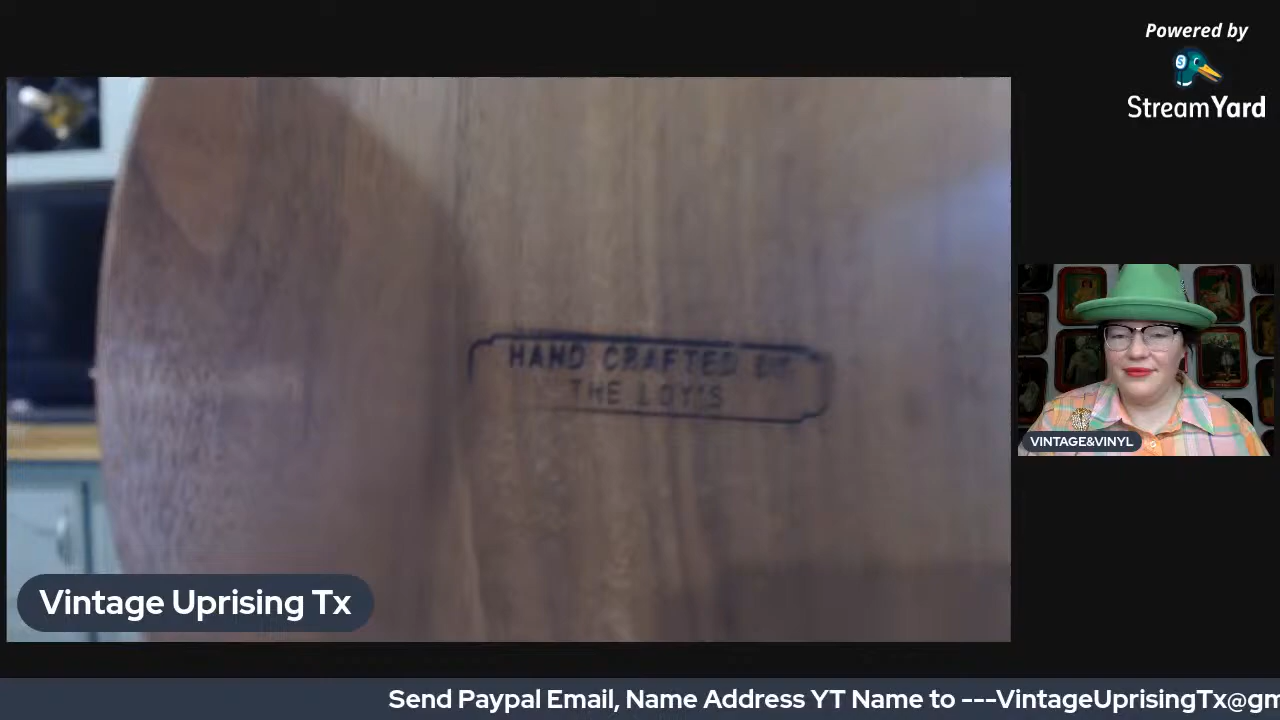 Powered by
StreamYard
HAND CRAFTED BY
THE LOY'S
VINTAGE&VINYL
Vintage Uprising Tx
Send Paypal Email, Name Address YT Name to ---VintageUprisingTx@gm